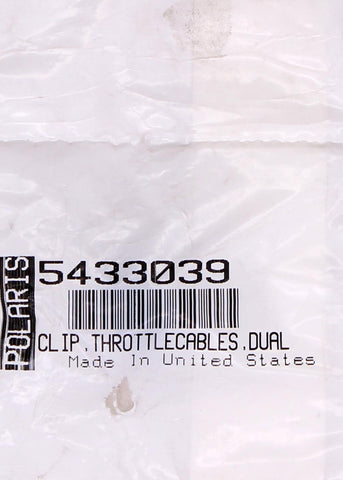 POLARIS
5433039
CLIP,THROTTLECABLES,DUAL
Made In United States